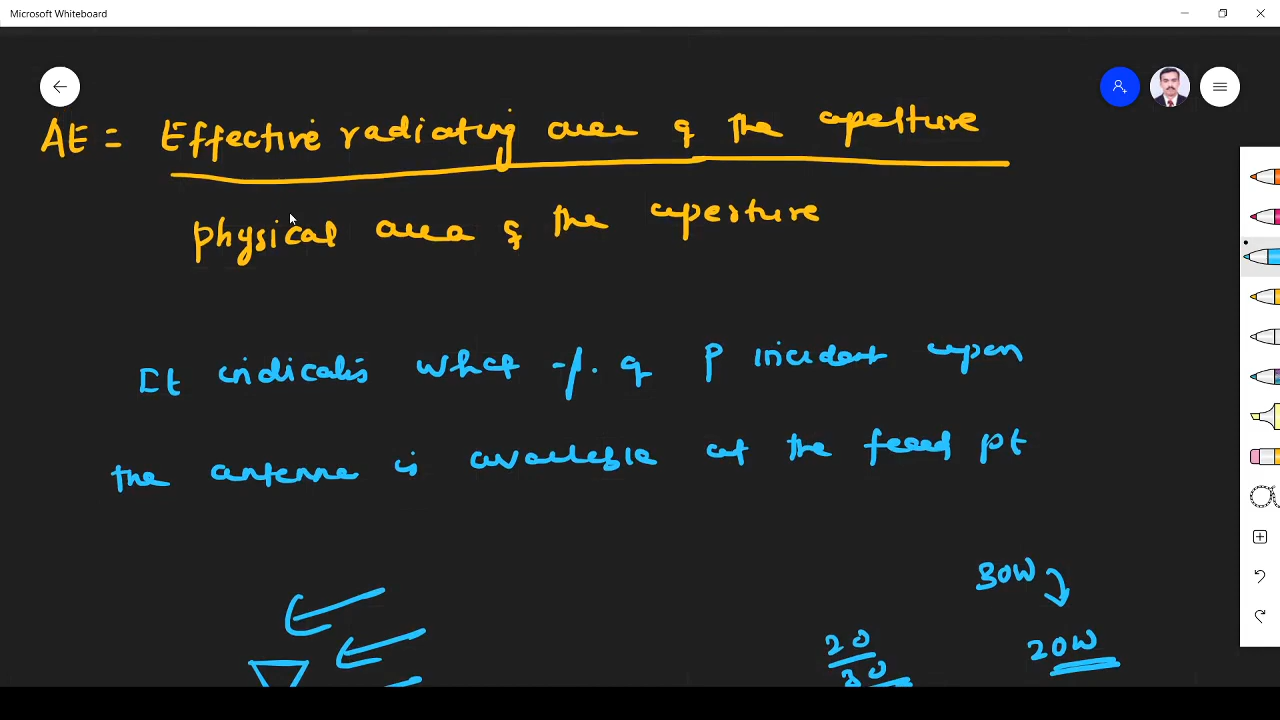 Microsoft Whiteboard
AE = Effective radiating area of the aperture
physical area of the aperture
It indicates what %. of P incident upon
the antenna is available at the feed pt
30W
20W
20
30